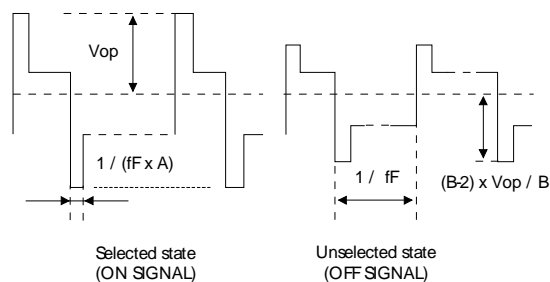 Vop
1 / (fF x A)
1 / fF
(B-2) x Vop / B
Selected state
(ON SIGNAL)
Unselected state
(OFF SIGNAL)